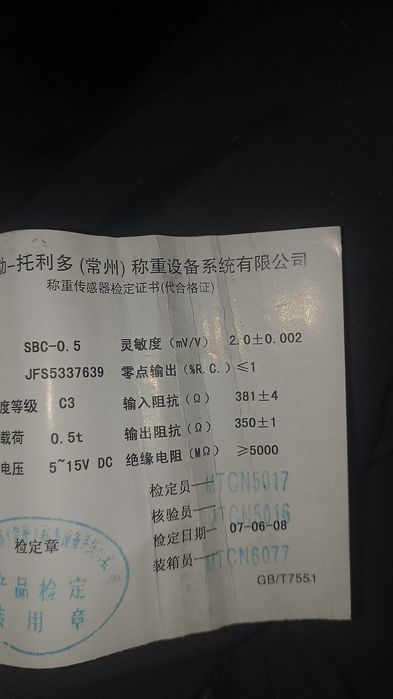 -托利多(常州)称重设备系统有限公司
称重传感器检定证书(代合格证)
SBC-0.5 灵敏度(mV/V) 2.0±0.002
JFS5337639 零点输出(%R.C.) ≤1
度等级 C3 输入阻抗(Ω) 381±4
载荷 0.5t 输出阻抗(Ω) 350±1
电压 5~15V DC 绝缘电阻(MΩ) ≥5000
检定员 MTCN5017
核验员 MTCN5016
检定章 检定日期 07-06-08
装箱员 MTCN6077
产品检定
用章
GB/T7551